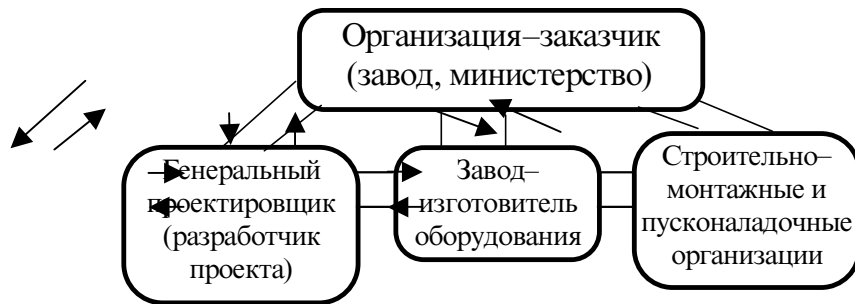 Организация–заказчик
(завод, министерство)
Генеральный
проектировщик
(разработчик
проекта)
Завод–
изготовитель
оборудования
Строительно–
монтажные и
пусконаладочные
организации